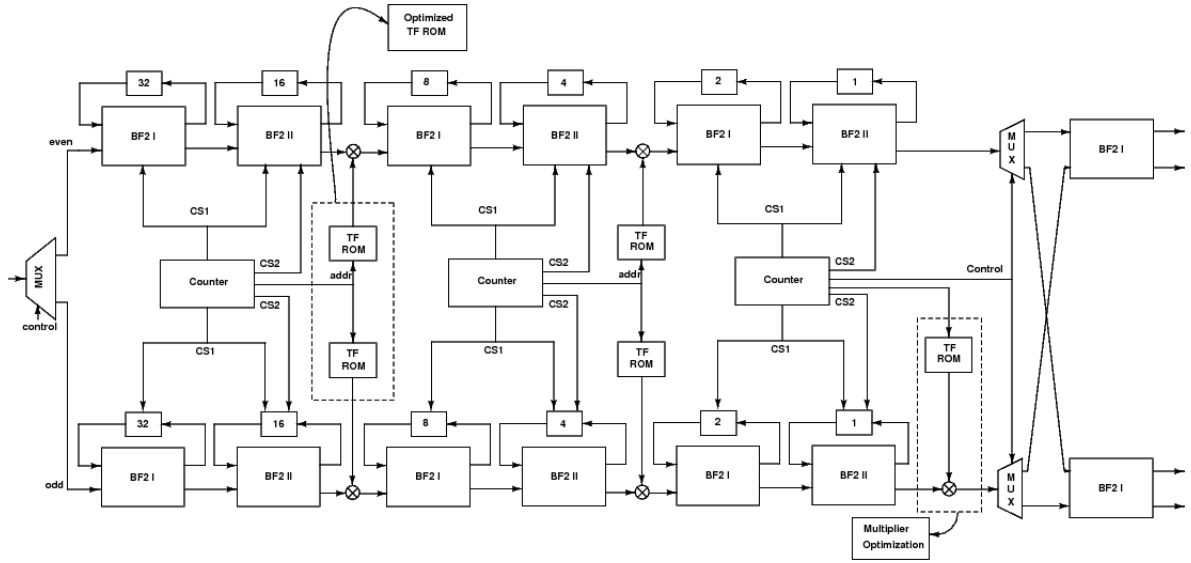 Optimized
TF ROM
32
16
8
4
2
1
BF2 I
BF2 II
BF2 I
BF2 II
BF2 I
BF2 II
MUX
BF2 I
even
CS1
CS1
CS1
TF
ROM
TF
ROM
CS2
addr
CS2
addr
CS2
Control
MUX
Counter
Counter
Counter
CS2
CS2
CS2
control
CS1
CS1
CS1
TF
ROM
TF
ROM
TF
ROM
32
16
8
4
2
1
odd
BF2 I
BF2 II
BF2 I
BF2 II
BF2 I
BF2 II
MUX
BF2 I
Multiplier
Optimization